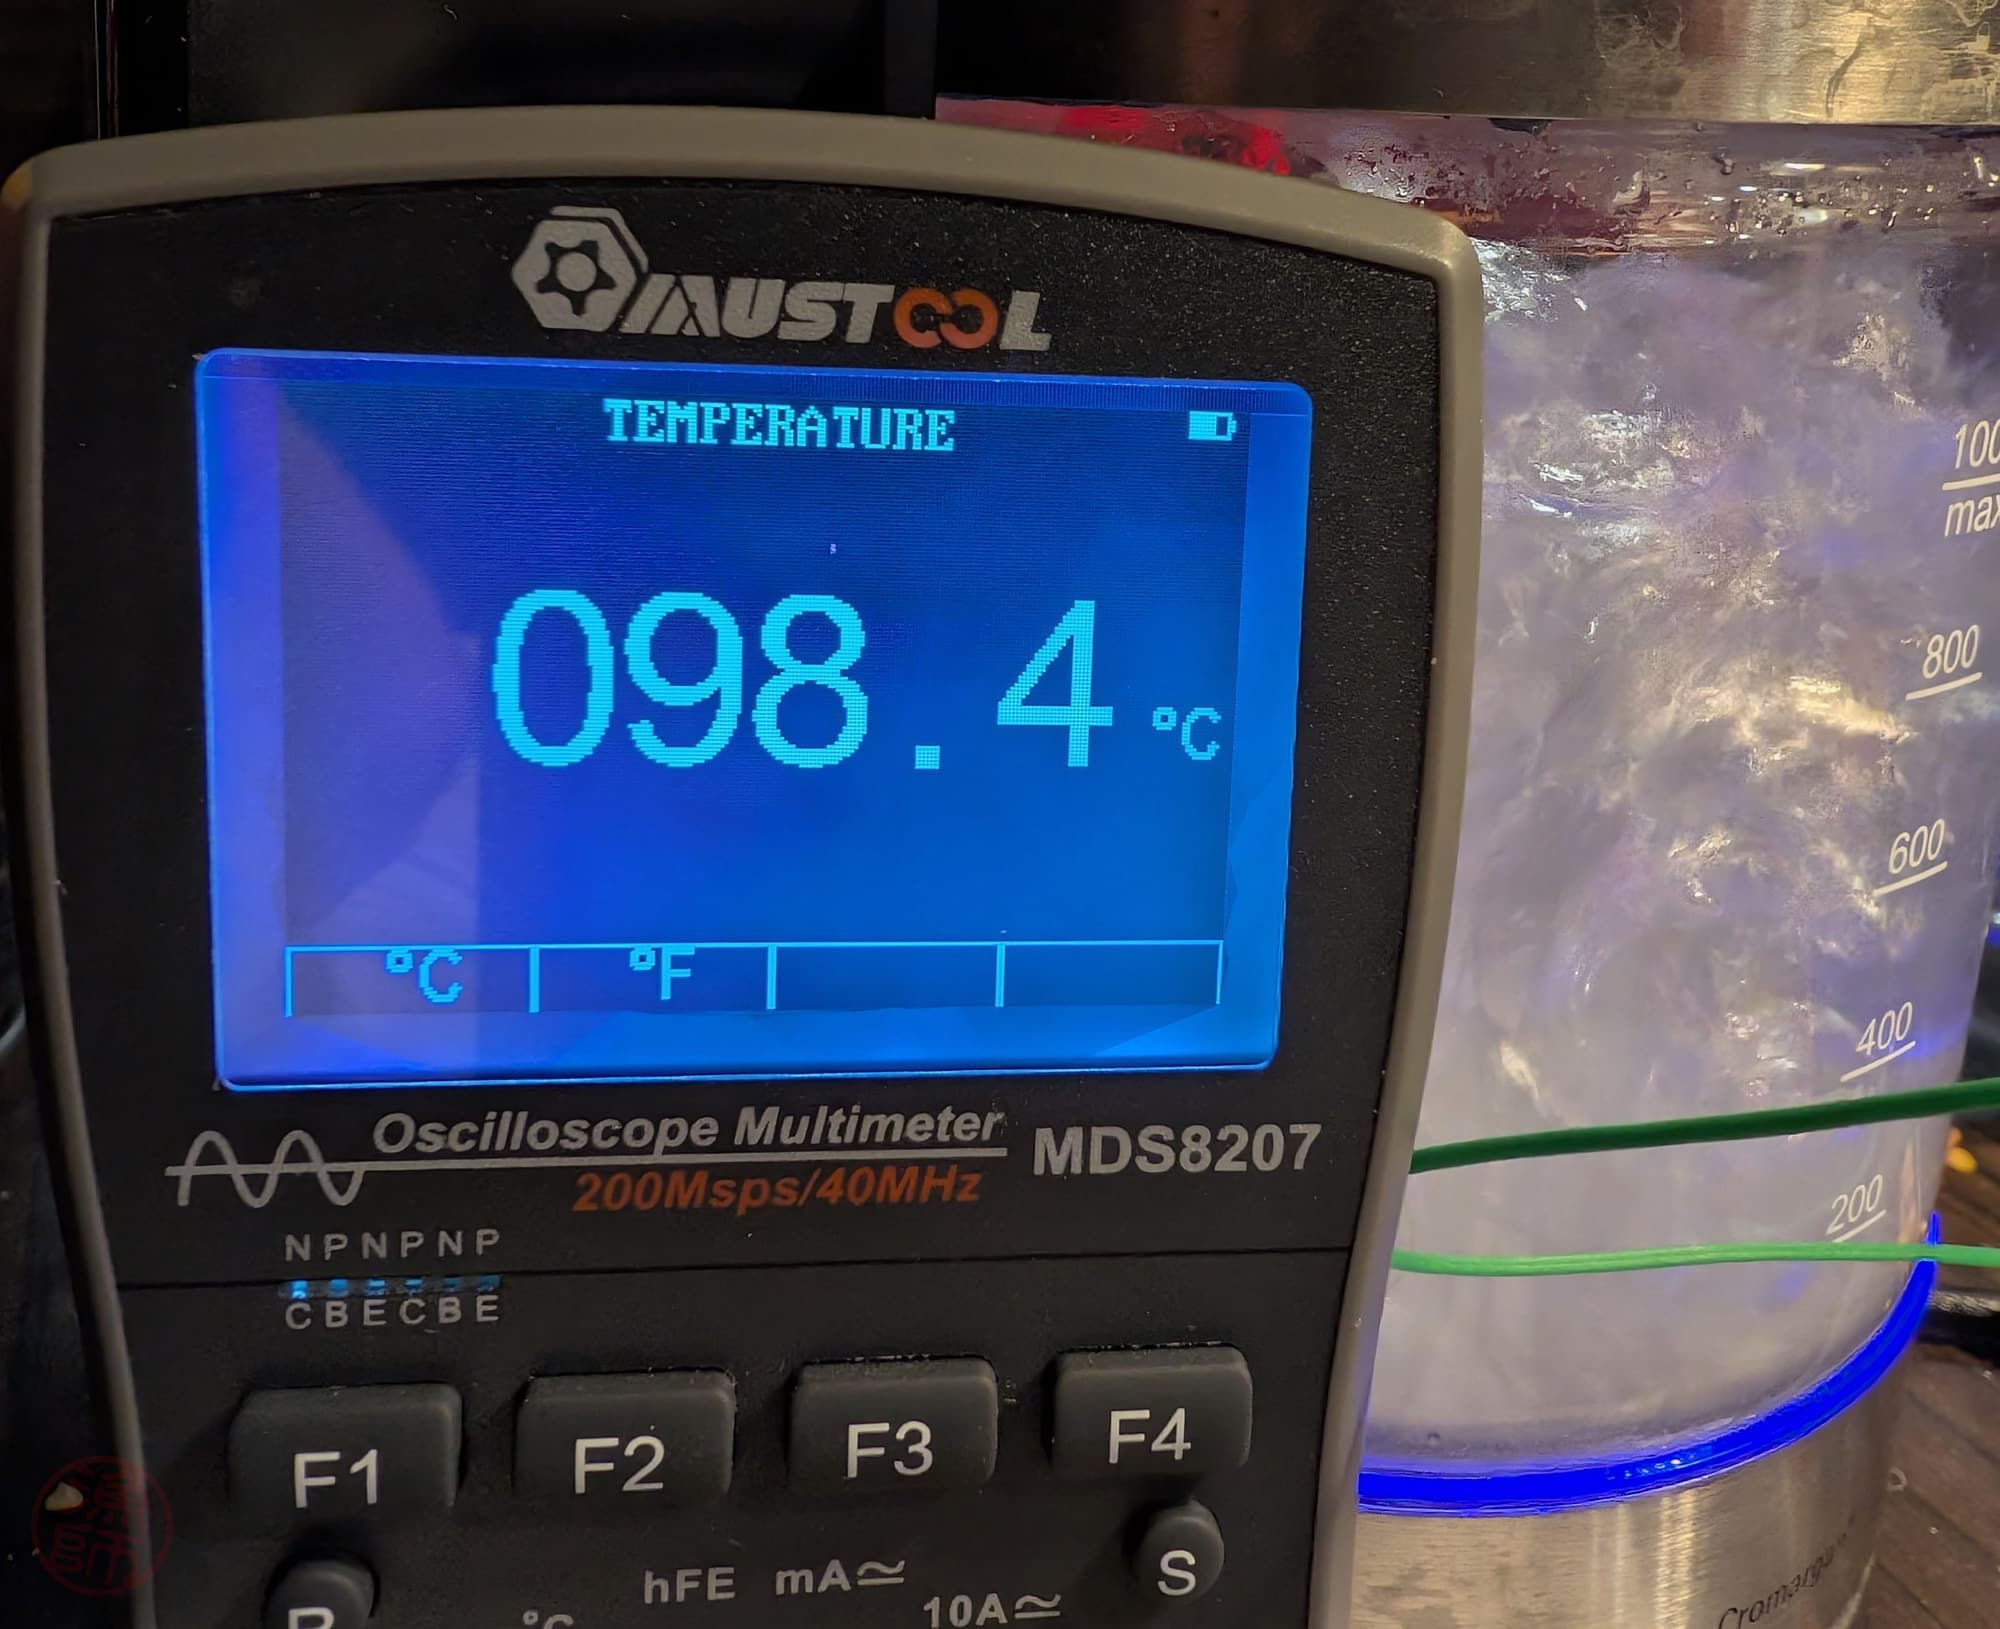 MUSTOOL
TEMPERATURE
098.4 °C
°C °F
Oscilloscope Multimeter
MDS8207
200Msps/40MHz
NPNPNP
CBECBE
F1 F2 F3 F4
S
hFE mA≂
10A≂
°C
100
max
800
600
400
200
Cromargan